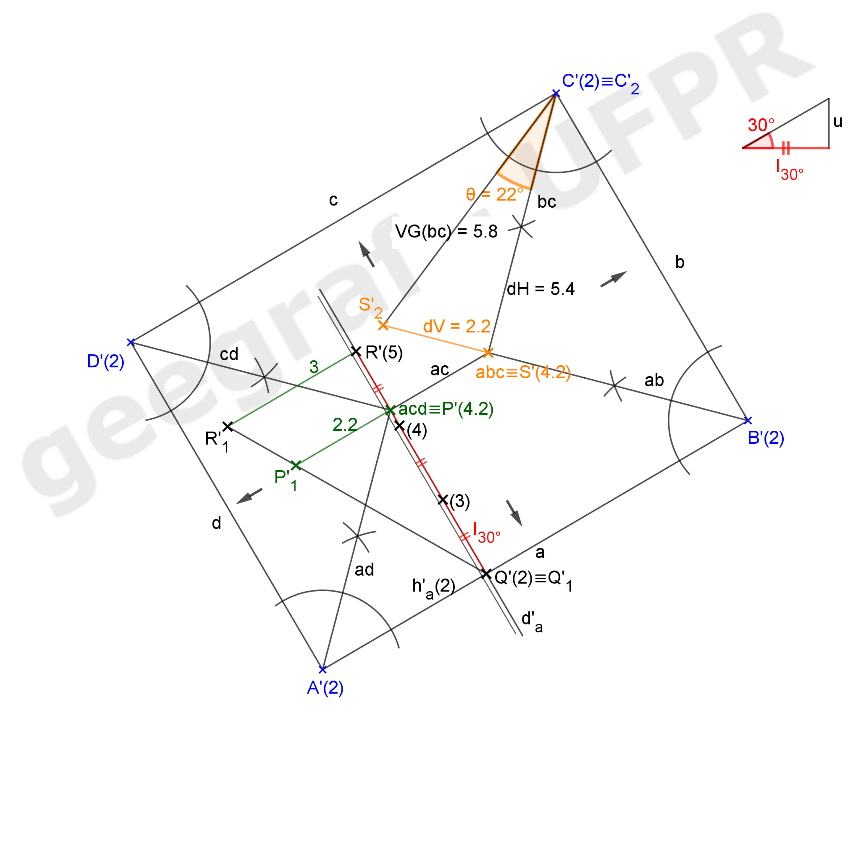 geegraf - UFPR
C'(2)≡C'₂
30°
u
I₃₀°
θ = 22°
bc
c
VG(bc) = 5.8
b
dH = 5.4
S'₂
dV = 2.2
D'(2)
cd
R'(5)
3
ac
abc≡S'(4.2)
ab
acd≡P'(4.2)
2.2
(4)
R'₁
B'(2)
P'₁
(3)
d
I₃₀°
a
ad
h'ₐ(2)
Q'(2)≡Q'₁
d'ₐ
A'(2)